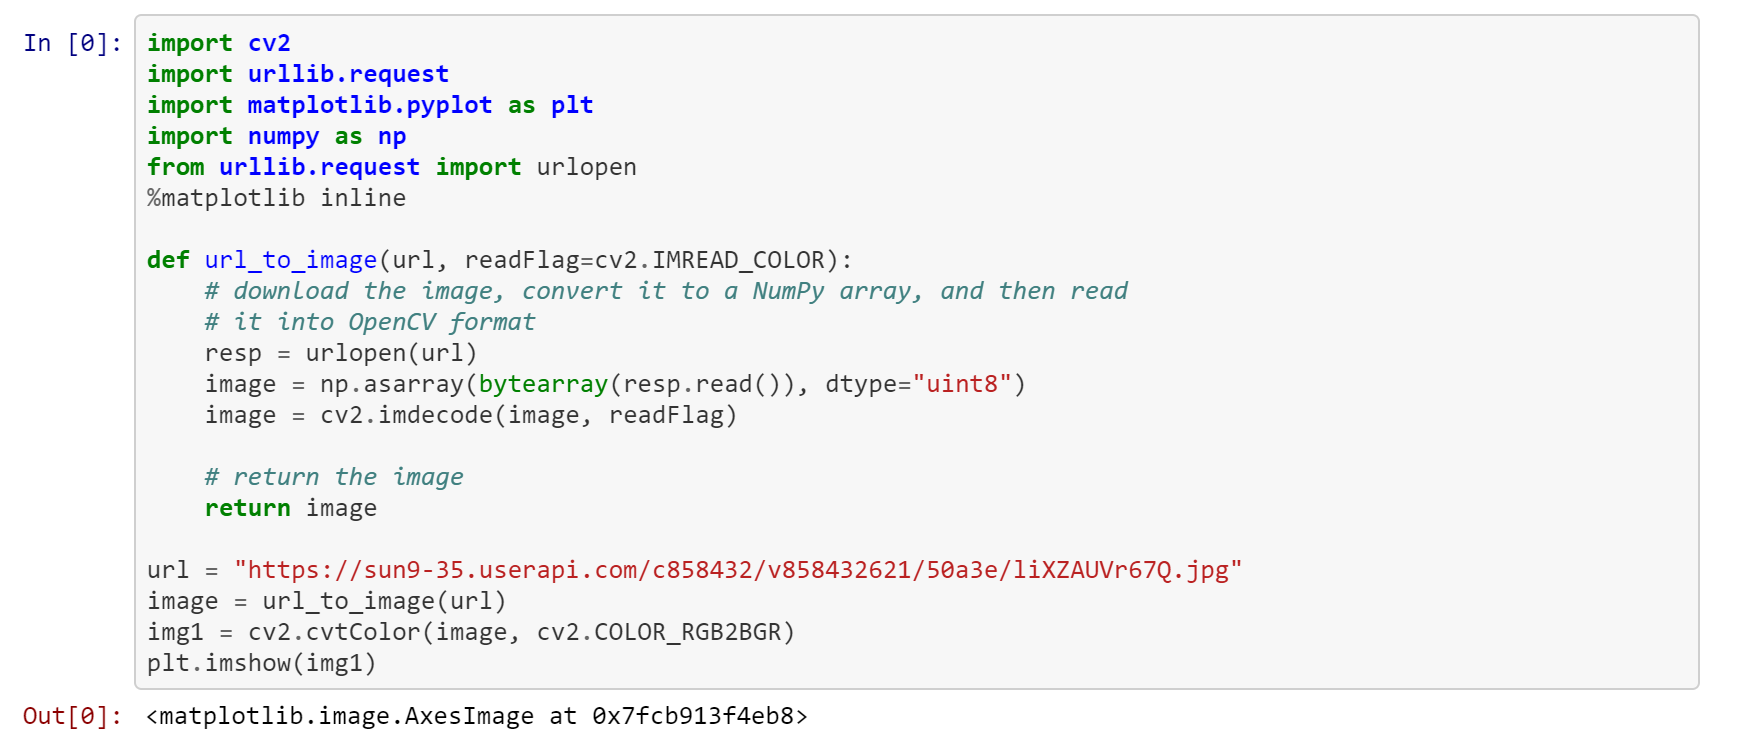 In [0]: import cv2
import urllib.request
import matplotlib.pyplot as plt
import numpy as np
from urllib.request import urlopen
%matplotlib inline
def url_to_image(url, readFlag=cv2.IMREAD_COLOR):
    # download the image, convert it to a NumPy array, and then read
    # it into OpenCV format
    resp = urlopen(url)
    image = np.asarray(bytearray(resp.read()), dtype="uint8")
    image = cv2.imdecode(image, readFlag)
    # return the image
    return image
url = "https://sun9-35.userapi.com/c858432/v858432621/50a3e/liXZAUVr67Q.jpg"
image = url_to_image(url)
img1 = cv2.cvtColor(image, cv2.COLOR_RGB2BGR)
plt.imshow(img1)
Out[0]: <matplotlib.image.AxesImage at 0x7fcb913f4eb8>